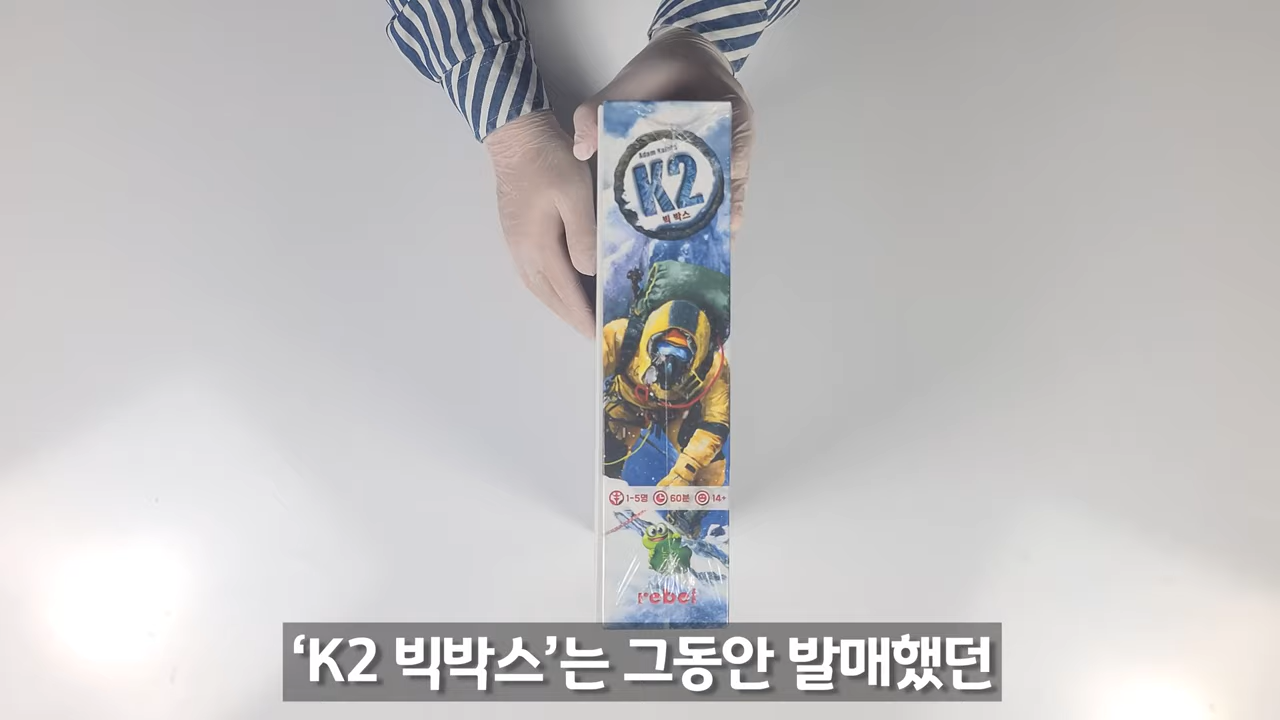 Adam Kałuża's
K2
빅 박스
1-5명 60분 14+
rebel
‘K2 빅박스’는 그동안 발매했던